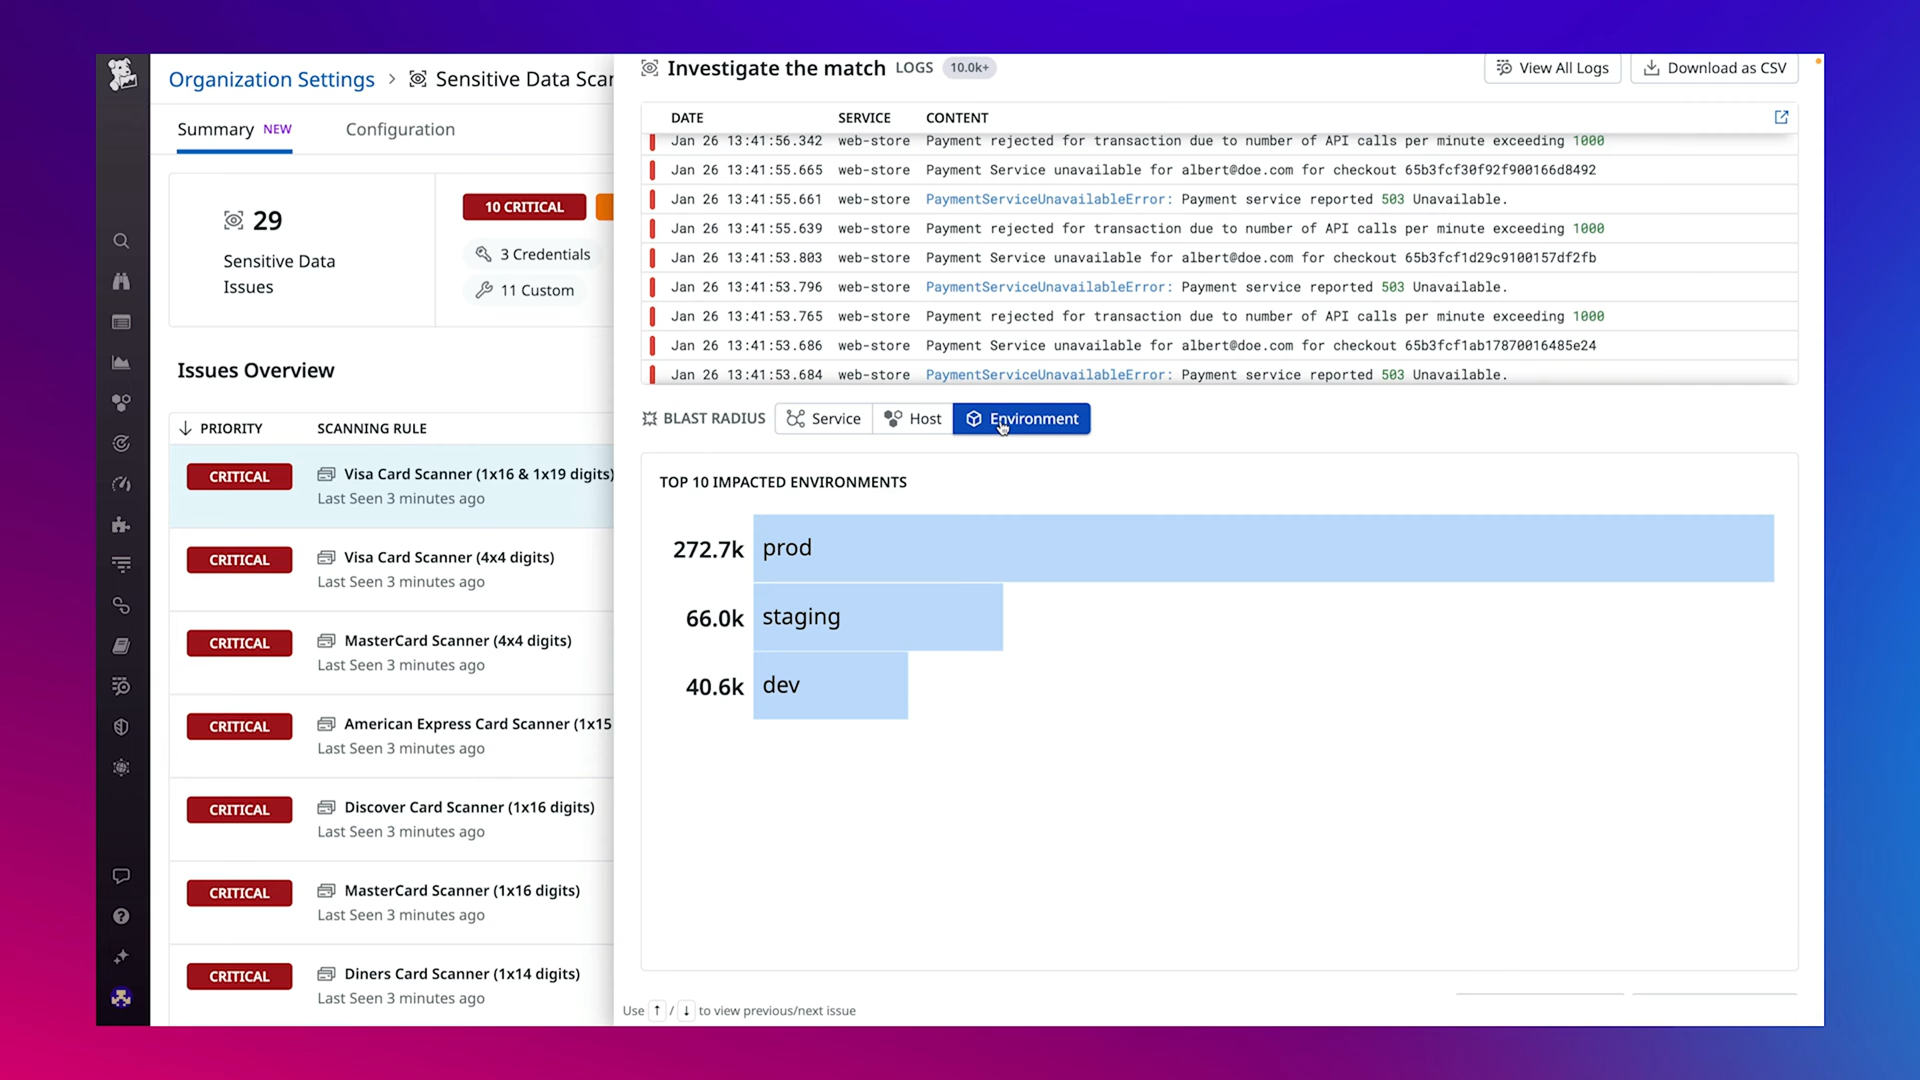 Organization Settings > Sensitive Data Scan
Summary NEW
Configuration
29
Sensitive Data
Issues
10 CRITICAL
3 Credentials
11 Custom
Issues Overview
PRIORITY SCANNING RULE
CRITICAL Visa Card Scanner (1x16 & 1x19 digits)
Last Seen 3 minutes ago
CRITICAL Visa Card Scanner (4x4 digits)
Last Seen 3 minutes ago
CRITICAL MasterCard Scanner (4x4 digits)
Last Seen 3 minutes ago
CRITICAL American Express Card Scanner (1x15
Last Seen 3 minutes ago
CRITICAL Discover Card Scanner (1x16 digits)
Last Seen 3 minutes ago
CRITICAL MasterCard Scanner (1x16 digits)
Last Seen 3 minutes ago
CRITICAL Diners Card Scanner (1x14 digits)
Last Seen 3 minutes ago
Investigate the match LOGS 10.0k+
View All Logs
Download as CSV
DATE SERVICE CONTENT
Jan 26 13:41:56.342 web-store Payment rejected for transaction due to number of API calls per minute exceeding 1000
Jan 26 13:41:55.665 web-store Payment Service unavailable for albert@doe.com for checkout 65b3fcf30f92f900166d8492
Jan 26 13:41:55.661 web-store PaymentServiceUnavailableError: Payment service reported 503 Unavailable.
Jan 26 13:41:55.639 web-store Payment rejected for transaction due to number of API calls per minute exceeding 1000
Jan 26 13:41:53.803 web-store Payment Service unavailable for albert@doe.com for checkout 65b3fcf1d29c9100157df2fb
Jan 26 13:41:53.796 web-store PaymentServiceUnavailableError: Payment service reported 503 Unavailable.
Jan 26 13:41:53.765 web-store Payment rejected for transaction due to number of API calls per minute exceeding 1000
Jan 26 13:41:53.686 web-store Payment Service unavailable for albert@doe.com for checkout 65b3fcf1ab17870016485e24
Jan 26 13:41:53.684 web-store PaymentServiceUnavailableError: Payment service reported 503 Unavailable.
BLAST RADIUS Service Host Environment
TOP 10 IMPACTED ENVIRONMENTS
272.7k prod
66.0k staging
40.6k dev
Use ↑ / ↓ to view previous/next issue